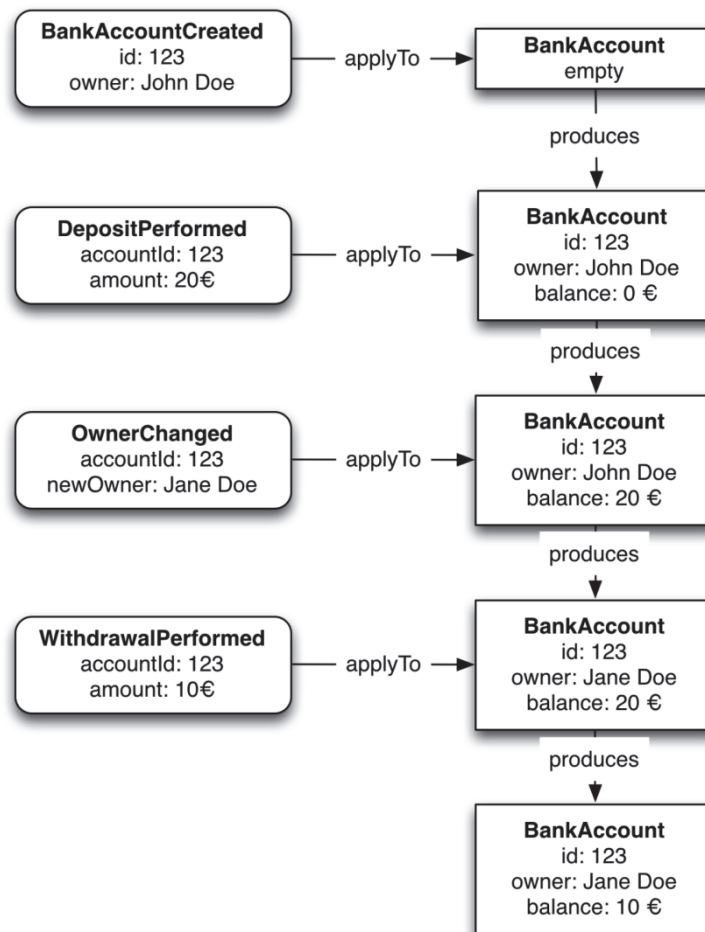 BankAccountCreated
id: 123
owner: John Doe
applyTo
BankAccount
empty
produces
DepositPerformed
accountId: 123
amount: 20€
applyTo
BankAccount
id: 123
owner: John Doe
balance: 0 €
produces
OwnerChanged
accountId: 123
newOwner: Jane Doe
applyTo
BankAccount
id: 123
owner: John Doe
balance: 20 €
produces
WithdrawalPerformed
accountId: 123
amount: 10€
applyTo
BankAccount
id: 123
owner: Jane Doe
balance: 20 €
produces
BankAccount
id: 123
owner: Jane Doe
balance: 10 €